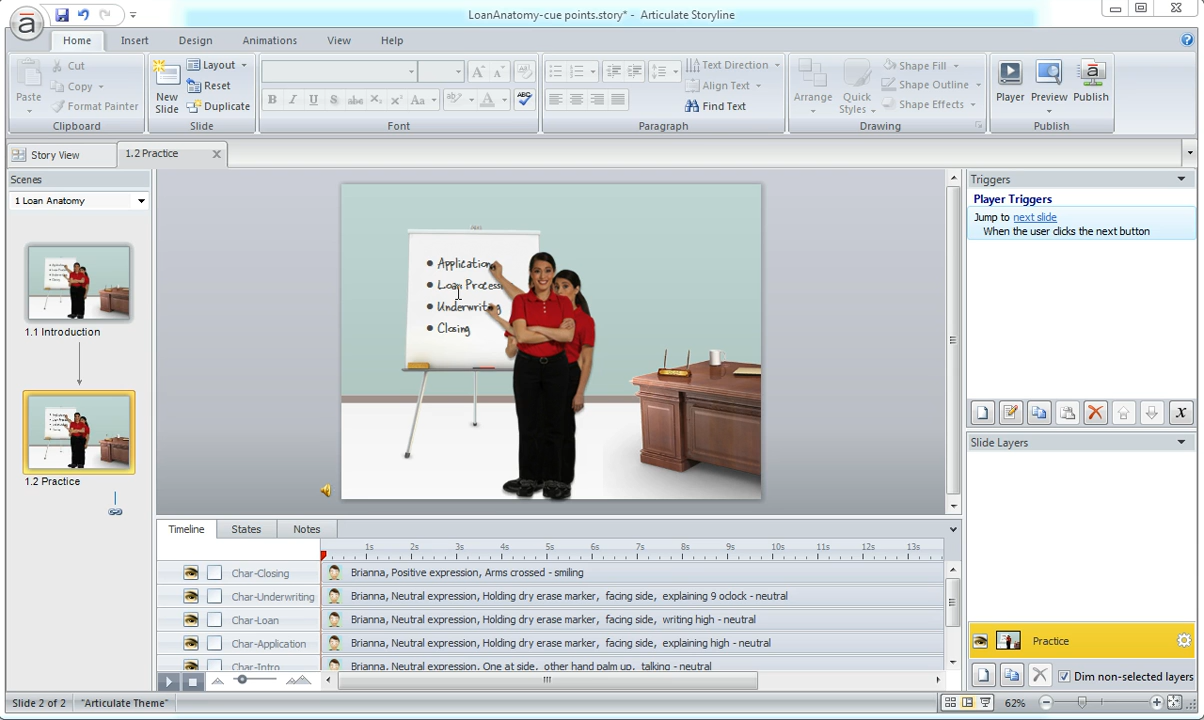 LoanAnatomy-cue points.story* - Articulate Storyline
Home Insert Design Animations View Help
Paste
Cut
Copy
Format Painter
Clipboard
New Slide
Layout
Reset
Duplicate
Slide
B I U S abc X₂ X² Aa
A
ABC
Font
Text Direction
Align Text
Find Text
Paragraph
Arrange
Quick Styles
Shape Fill
Shape Outline
Shape Effects
Drawing
Player
Preview
Publish
Publish
Story View
1.2 Practice
Scenes
1 Loan Anatomy
1.1 Introduction
1.2 Practice
Application
Loan Process
Underwriting
Closing
Triggers
Player Triggers
Jump to next slide
When the user clicks the next button
Slide Layers
Practice
Dim non-selected layers
Timeline States Notes
1s 2s 3s 4s 5s 6s 7s 8s 9s 10s 11s 12s 13s
Char-Closing Brianna, Positive expression, Arms crossed - smiling
Char-Underwriting Brianna, Neutral expression, Holding dry erase marker, facing side, explaining 9 oclock - neutral
Char-Loan Brianna, Neutral expression, Holding dry erase marker, facing side, writing high - neutral
Char-Application Brianna, Neutral expression, Holding dry erase marker, facing side, explaining high - neutral
Char-Intro Brianna, Neutral expression, One at side, other hand palm up, talking - neutral
Slide 2 of 2 "Articulate Theme" 62%